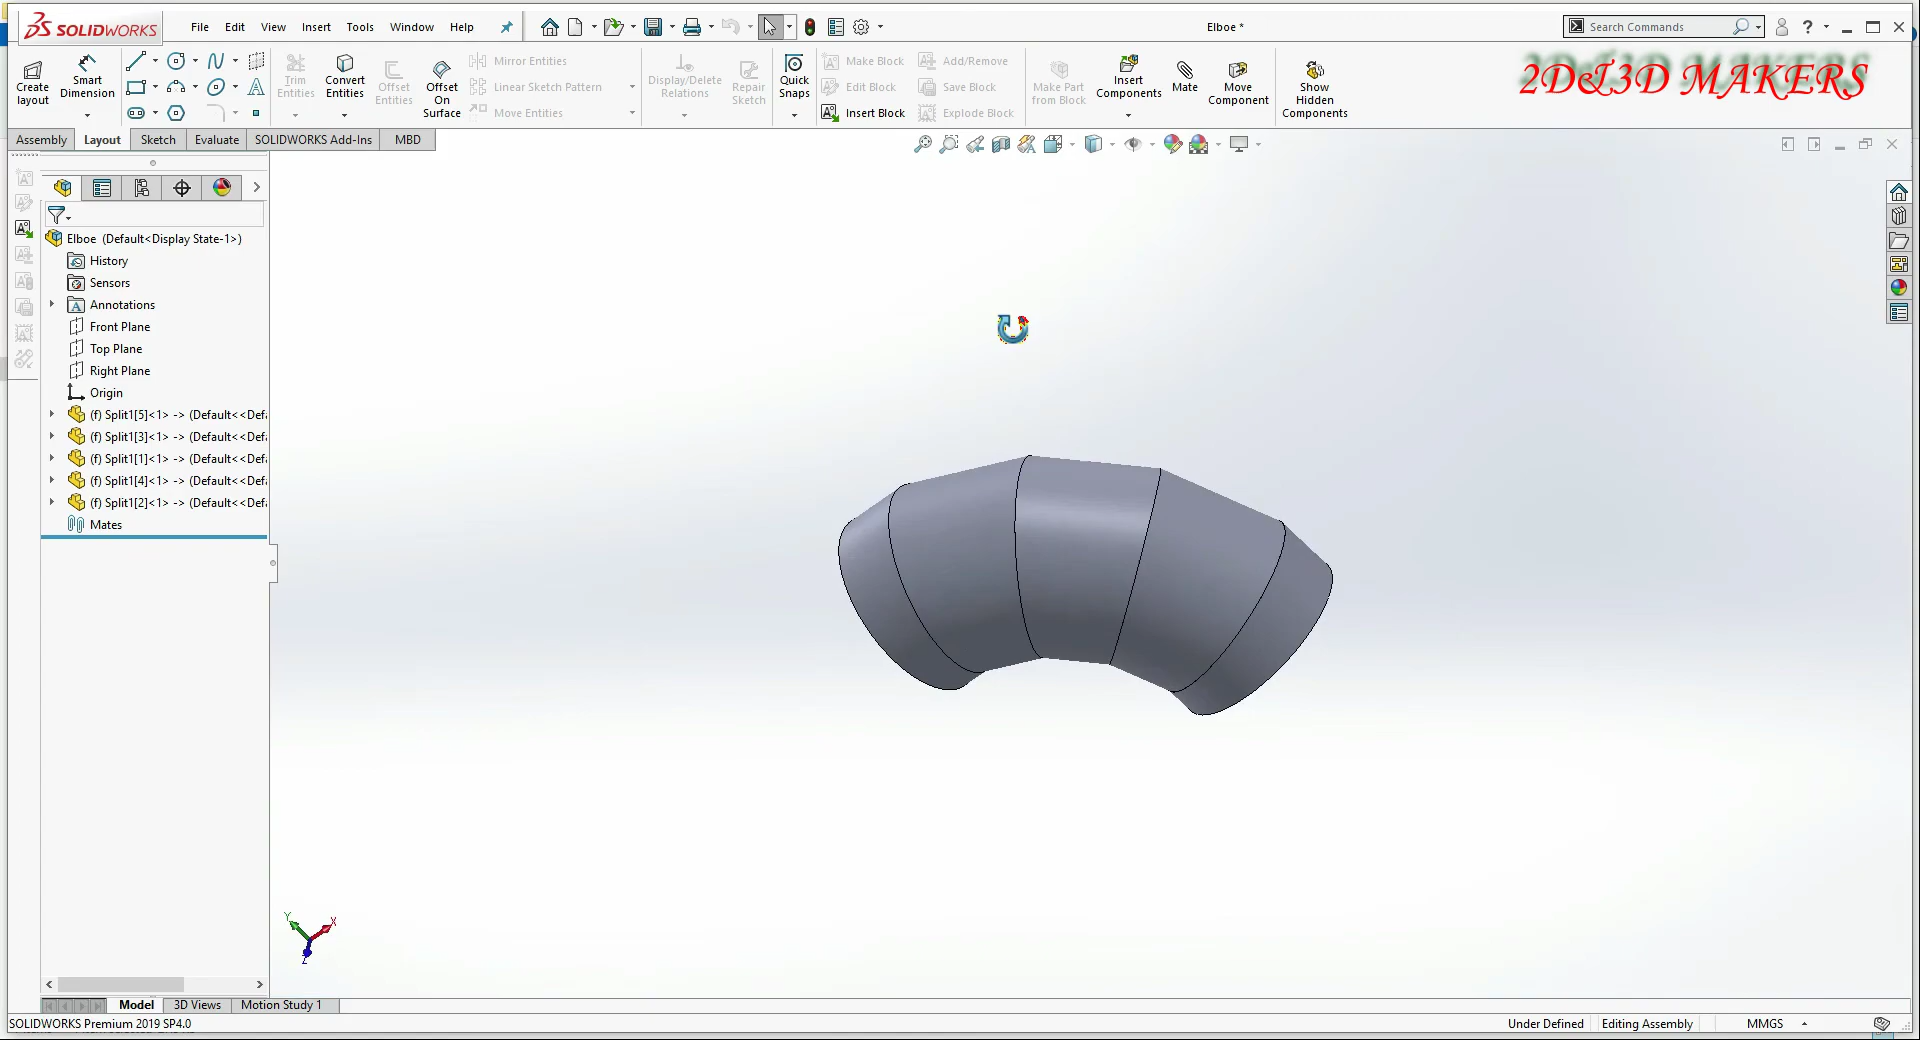 SOLIDWORKS
File Edit View Insert Tools Window Help
Elboe *
Search Commands
?
2D&3D MAKERS
Create layout
Smart Dimension
Trim Entities
Convert Entities
Offset Entities
Offset On Surface
Mirror Entities
Linear Sketch Pattern
Move Entities
Display/Delete Relations
Repair Sketch
Quick Snaps
Make Block
Edit Block
Insert Block
Add/Remove
Save Block
Explode Block
Make Part from Block
Insert Components
Mate
Move Component
Show Hidden Components
Assembly Layout Sketch Evaluate SOLIDWORKS Add-Ins MBD
Elboe (Default<Display State-1>)
History
Sensors
Annotations
Front Plane
Top Plane
Right Plane
Origin
(f) Split1[5]<1> -> (Default<<Def
(f) Split1[3]<1> -> (Default<<Def
(f) Split1[1]<1> -> (Default<<Def
(f) Split1[4]<1> -> (Default<<Def
(f) Split1[2]<1> -> (Default<<Def
Mates
Y X
Z
Model 3D Views Motion Study 1
SOLIDWORKS Premium 2019 SP4.0
Under Defined Editing Assembly MMGS